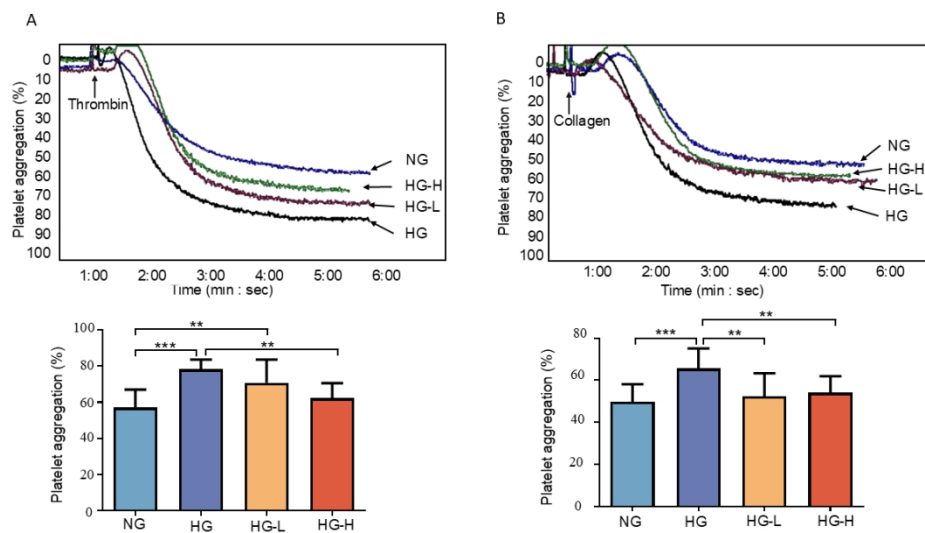 A
Platelet aggregation (%)
0
10
20
30
40
50
60
70
80
90
100
Thrombin
NG
HG-H
HG-L
HG
1:00 2:00 3:00 4:00 5:00 6:00
Time (min : sec)
B
Platelet aggregation (%)
0
10
20
30
40
50
60
70
80
90
100
Collagen
NG
HG-H
HG-L
HG
1:00 2:00 3:00 4:00 5:00 6:00
Time (min : sec)
Platelet aggregation (%)
100
80
60
40
20
0
**
*** **
NG HG HG-L HG-H
Platelet aggregation (%)
80
60
40
20
0
**
*** **
NG HG HG-L HG-H